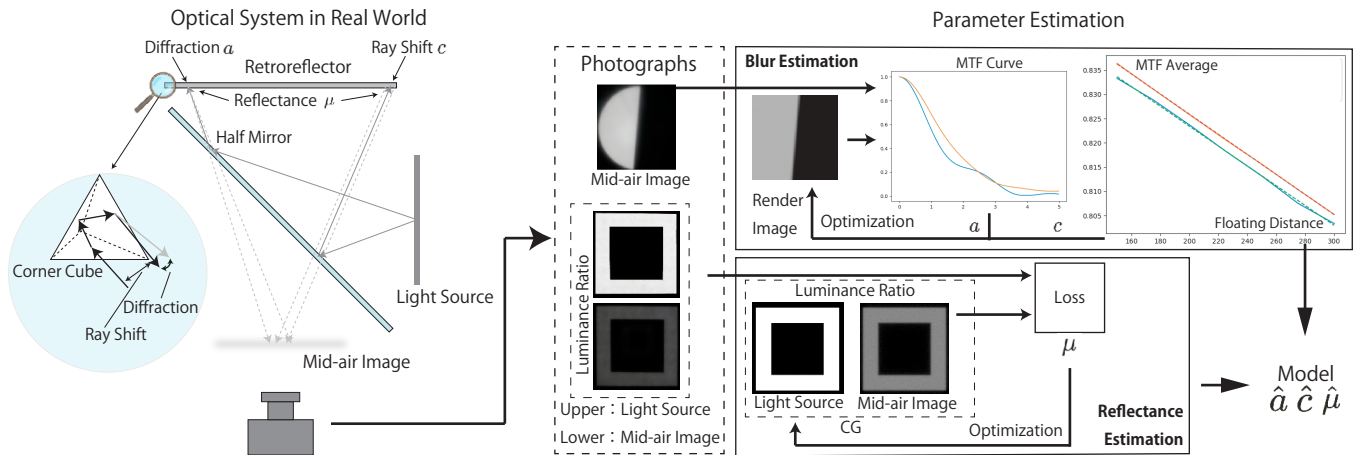 Optical System in Real World
Diffraction a
Ray Shift c
Retroreflector
Reflectance μ
Half Mirror
Corner Cube
Diffraction
Ray Shift
Light Source
Mid-air Image
Photographs
Mid-air Image
Luminance Ratio
Upper：Light Source
Lower：Mid-air Image
Parameter Estimation
Blur Estimation
MTF Curve
1.0
0.8
0.6
0.4
0.2
0.0
0 1 2 3 4 5
Render
Image
Optimization
a c
MTF Average
0.835
0.830
0.825
0.820
0.815
0.810
0.805
Floating Distance
160 180 200 220 240 260 280 300
Luminance Ratio
Light Source Mid-air Image
CG
Loss
μ
Optimization
Reflectance
Estimation
Model
â ĉ μ̂